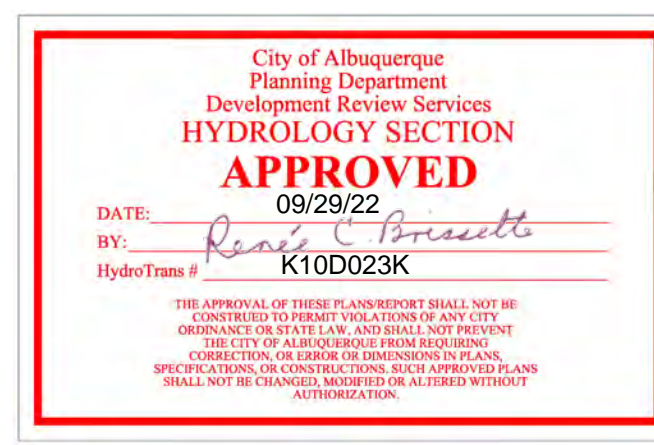 City of Albuquerque
Planning Department
Development Review Services
HYDROLOGY SECTION
APPROVED
DATE: 09/29/22
BY: Renée C. Brissette
HydroTrans # K10D023K
THE APPROVAL OF THESE PLANS/REPORT SHALL NOT BE
CONSTRUED TO PERMIT VIOLATIONS OF ANY CITY
ORDINANCE OR STATE LAW, AND SHALL NOT PREVENT
THE CITY OF ALBUQUERQUE FROM REQUIRING
CORRECTION, OR ERROR OR DIMENSIONS IN PLANS,
SPECIFICATIONS, OR CONSTRUCTIONS. SUCH APPROVED PLANS
SHALL NOT BE CHANGED, MODIFIED OR ALTERED WITHOUT
AUTHORIZATION.